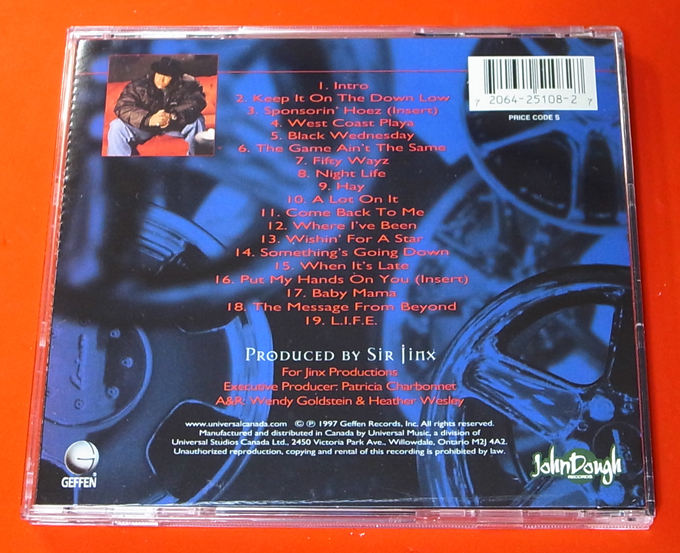 1. Intro
2. Keep It On The Down Low
3. Sponsorin' Hoez (Insert)
4. West Coast Playa
5. Black Wednesday
6. The Game Ain't The Same
7. Fifty Wayz
8. Night Life
9. Hay
10. A Lot On It
11. Come Back To Me
12. Where I've Been
13. Wishin' For A Star
14. Something's Going Down
15. When It's Late
16. Put My Hands On You (Insert)
17. Baby Mama
18. The Message From Beyond
19. L.I.F.E.
7 20642-25108-2 7
PRICE CODE 5
PRODUCED BY SIR JINX
For Jinx Productions
Executive Producer: Patricia Charbonnet
A&R: Wendy Goldstein & Heather Wesley
www.universalcanada.com © ℗ 1997 Geffen Records, Inc. All rights reserved.
Manufactured and distributed in Canada by Universal Music, a division of
Universal Studios Canada Ltd., 2450 Victoria Park Ave., Willowdale, Ontario M2J 4A2.
Unauthorized reproduction, copying and rental of this recording is prohibited by law.
G
GEFFEN
JohnDough
RECORDS